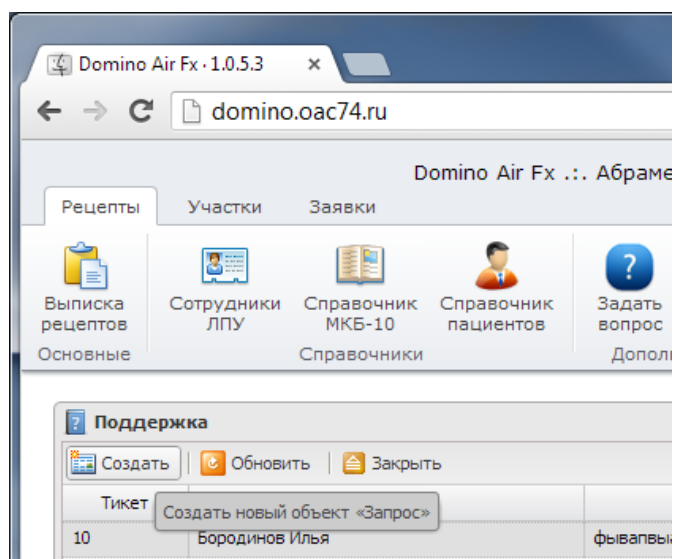 Domino Air Fx · 1.0.5.3
domino.oac74.ru
Domino Air Fx .:. Абраме
Рецепты Участки Заявки
Выписка рецептов Сотрудники ЛПУ Справочник МКБ-10 Справочник пациентов Задать вопрос
Основные Справочники Допол
Поддержка
Создать Обновить Закрыть
Тикет
Создать новый объект «Запрос»
10 Бородинов Илья фывапвы